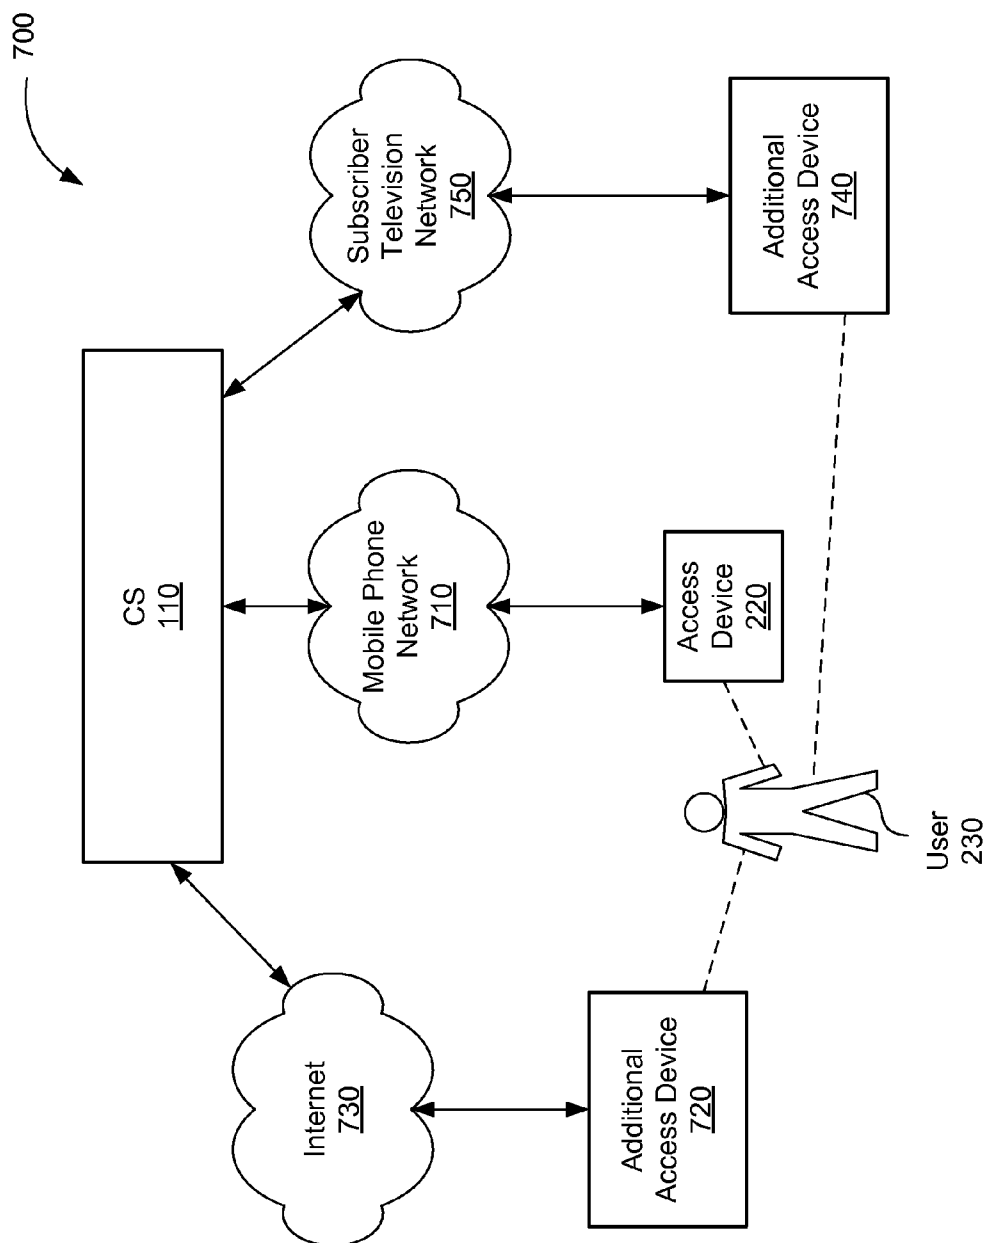 700
CS
110
Internet
730
Mobile Phone
Network
710
Subscriber
Television
Network
750
Additional
Access Device
720
Access
Device
220
Additional
Access Device
740
User
230